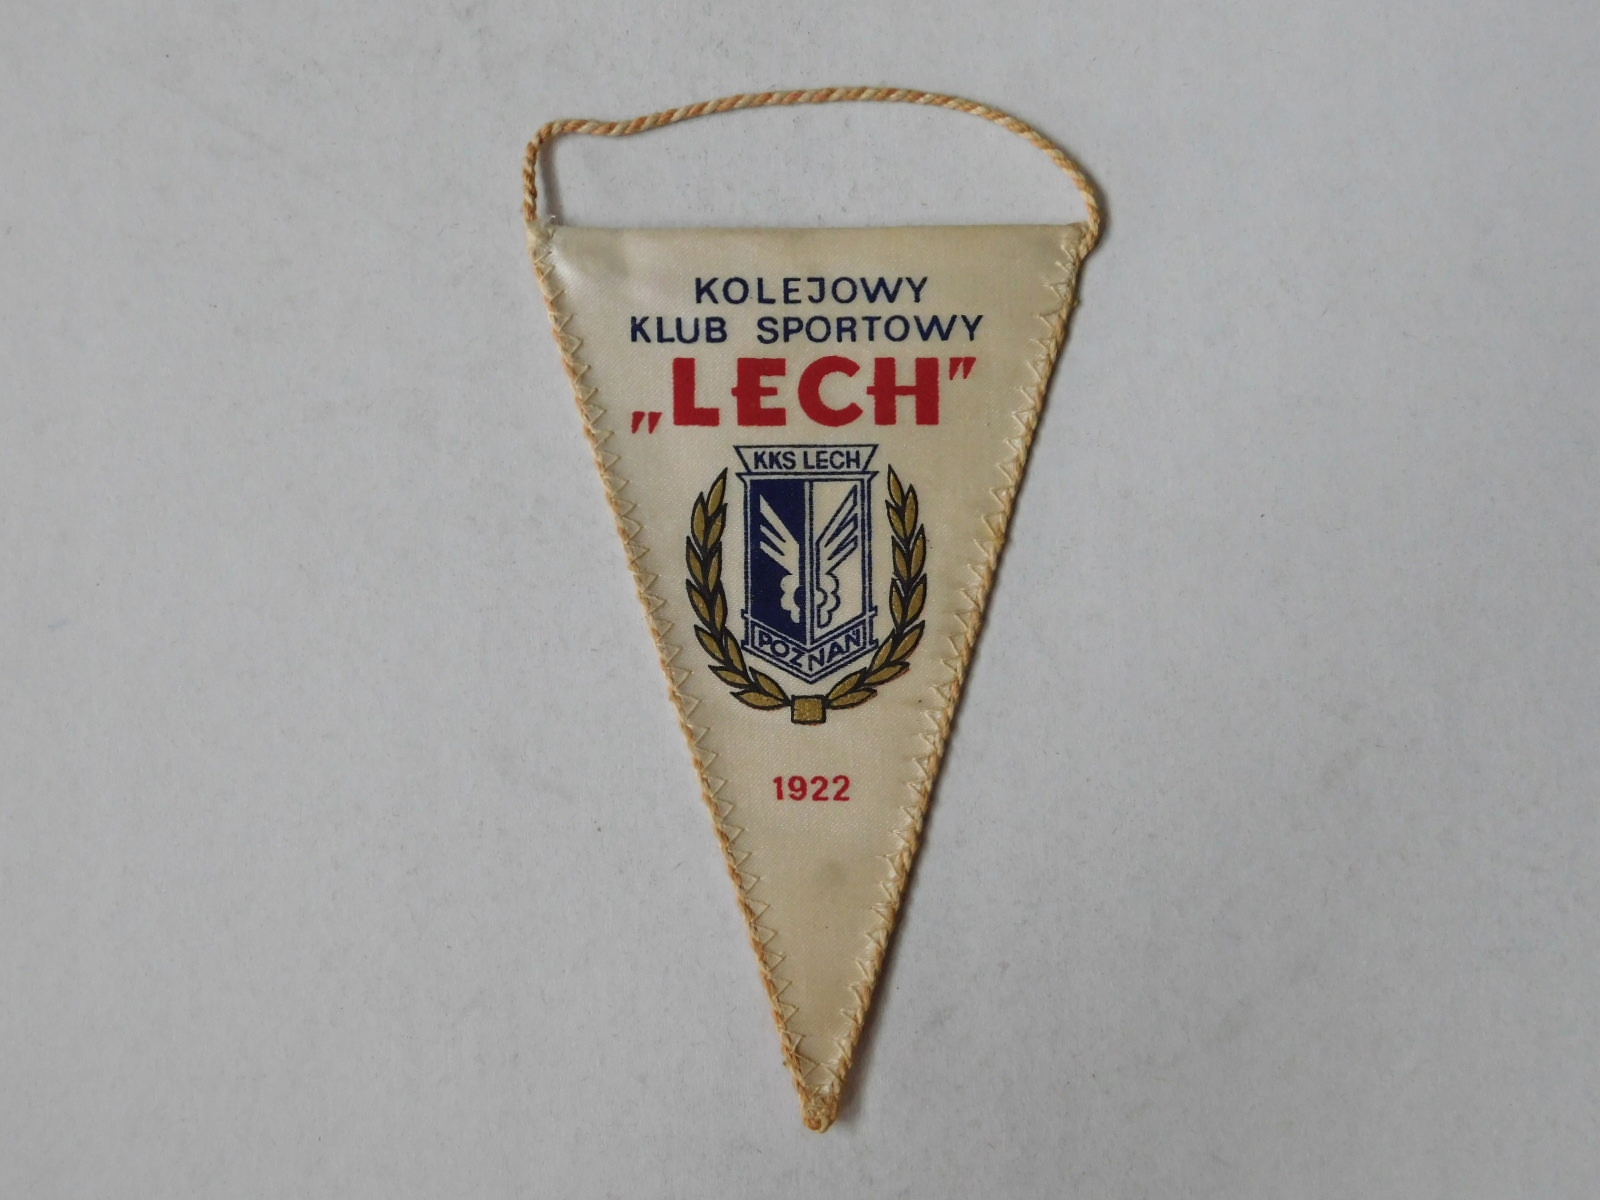 KOLEJOWY
KLUB SPORTOWY
„LECH”
KKS LECH
POZNAŃ
1922